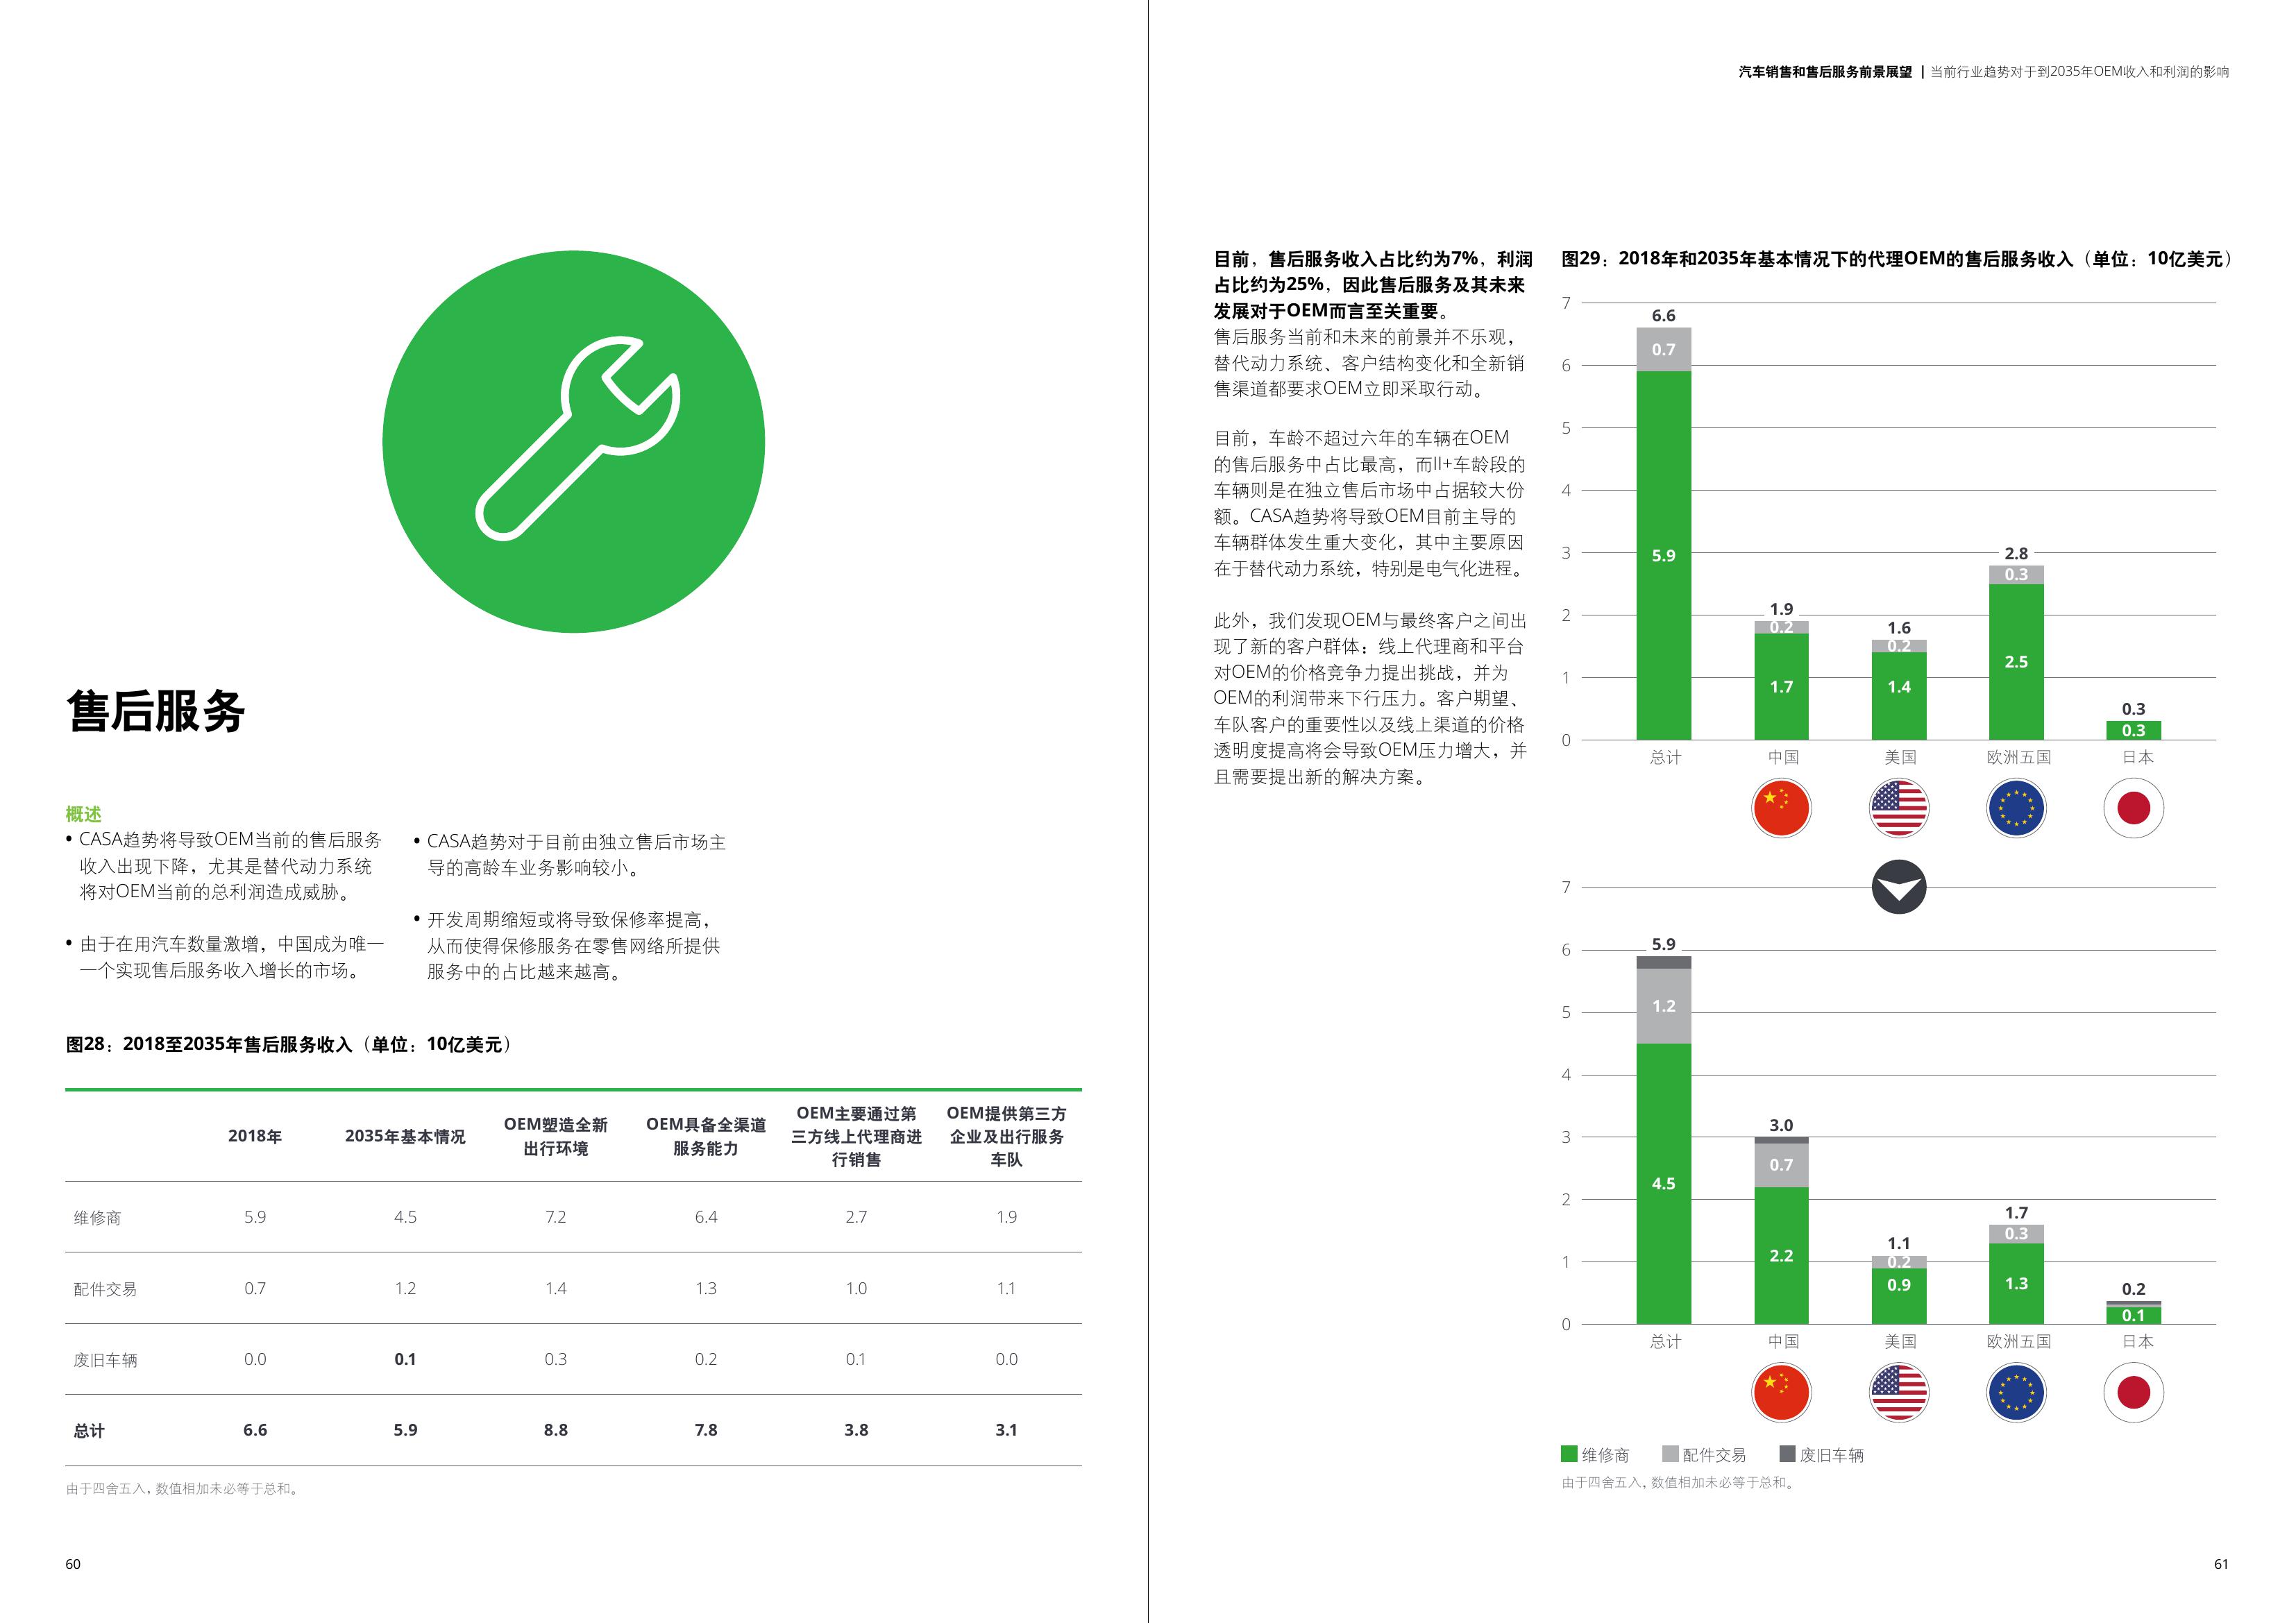 售后服务
概述
• CASA趋势将导致OEM当前的售后服务
收入出现下降，尤其是替代动力系统
将对OEM当前的总利润造成威胁。
• 由于在用汽车数量激增，中国成为唯一
一个实现售后服务收入增长的市场。
• CASA趋势对于目前由独立售后市场主
导的高龄车业务影响较小。
• 开发周期缩短或将导致保修率提高，
从而使得保修服务在零售网络所提供
服务中的占比越来越高。
图28：2018至2035年售后服务收入（单位：10亿美元）
2018年 2035年基本情况 OEM塑造全新 OEM具备全渠道 OEM主要通过第 OEM提供第三方
出行环境 服务能力 三方线上代理商进 企业及出行服务
行销售 车队
维修商 5.9 4.5 7.2 6.4 2.7 1.9
配件交易 0.7 1.2 1.4 1.3 1.0 1.1
废旧车辆 0.0 0.1 0.3 0.2 0.1 0.0
总计 6.6 5.9 8.8 7.8 3.8 3.1
由于四舍五入，数值相加未必等于总和。
60
汽车销售和售后服务前景展望 | 当前行业趋势对于到2035年OEM收入和利润的影响
目前，售后服务收入占比约为7%，利润
占比约为25%，因此售后服务及其未来
发展对于OEM而言至关重要。
售后服务当前和未来的前景并不乐观，
替代动力系统、客户结构变化和全新销
售渠道都要求OEM立即采取行动。
目前，车龄不超过六年的车辆在OEM
的售后服务中占比最高，而II+车龄段的
车辆则是在独立售后市场中占据较大份
额。CASA趋势将导致OEM目前主导的
车辆群体发生重大变化，其中主要原因
在于替代动力系统，特别是电气化进程。
此外，我们发现OEM与最终客户之间出
现了新的客户群体：线上代理商和平台
对OEM的价格竞争力提出挑战，并为
OEM的利润带来下行压力。客户期望、
车队客户的重要性以及线上渠道的价格
透明度提高将会导致OEM压力增大，并
且需要提出新的解决方案。
图29：2018年和2035年基本情况下的代理OEM的售后服务收入（单位：10亿美元）
7
6.6
0.7
6
5
4
3
5.9
2.8
0.3
2
1.9
0.2
1.6
0.2
2.5
1
1.7
1.4
0.3
0.3
0
总计 中国 美国 欧洲五国 日本
7
6
5.9
1.2
5
4
3
3.0
0.7
4.5
2
1.7
0.3
1.1
0.2
1
2.2
0.9
1.3
0.2
0.1
0
总计 中国 美国 欧洲五国 日本
维修商 配件交易 废旧车辆
由于四舍五入，数值相加未必等于总和。
61